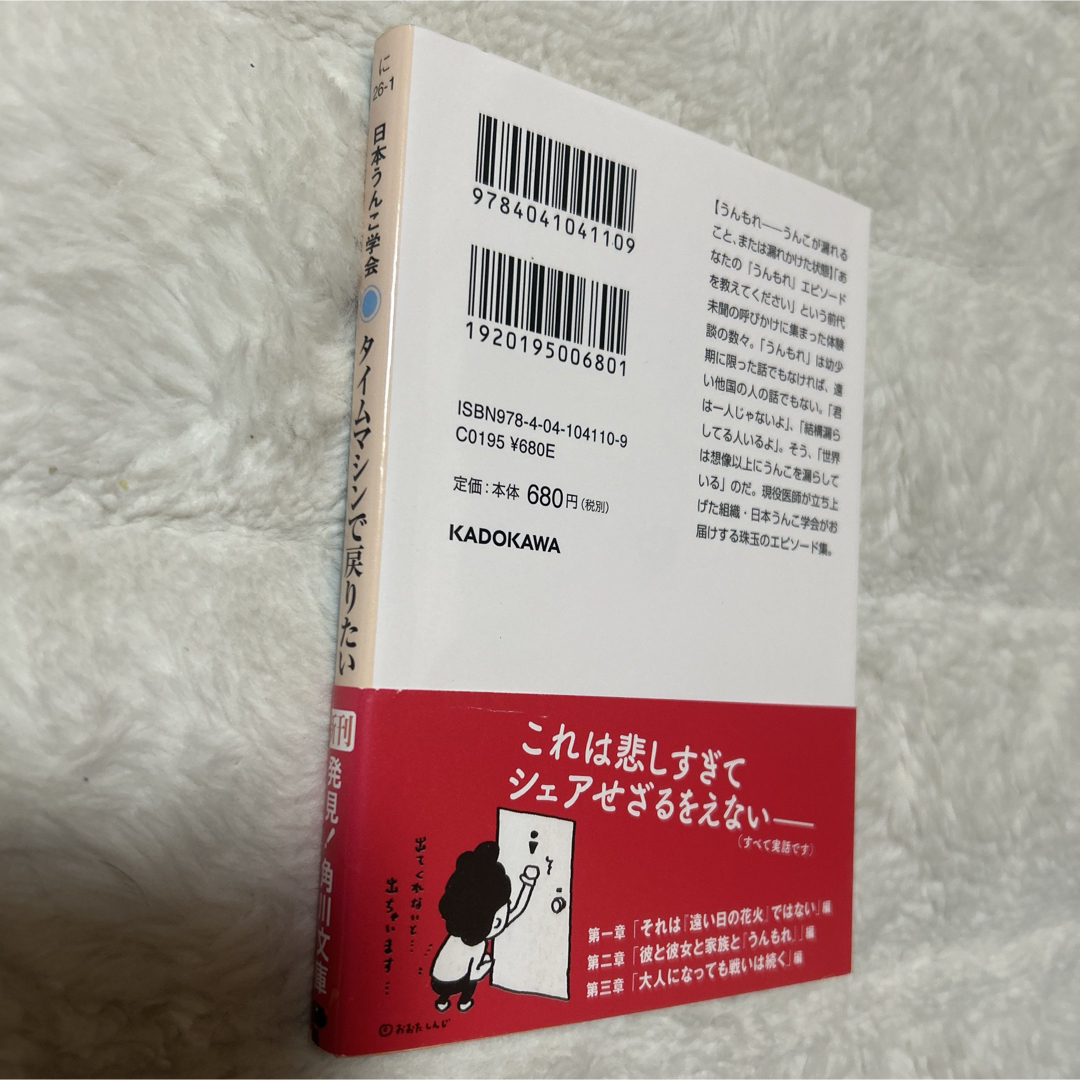 に
26-1
日本うんこ学会
タイムマシンで戻りたい
新刊
発見!角川文庫
9784041041109
1920195006801
ISBN978-4-04-104110-9
C0195 ¥680E
定価:本体 680円(税別)
KADOKAWA
【うんもれ――うんこが漏れる
こと、または漏れかけた状態】「あ
なたの「うんもれ」エピソード
を教えてください」という前代
未聞の呼びかけに集まった体験
談の数々。「うんもれ」は幼少
期に限った話でもなければ、遠
い他国の人の話でもない。「君
は一人じゃないよ」、「結構漏ら
してる人いるよ」。そう、「世界
は想像以上にうんこを漏らして
いる」のだ。現役医師が立ち上
げた組織・日本うんこ学会がお
届けする珠玉のエピソード集。
これは悲しすぎて
シェアせざるをえない――
(すべて実話です)
出てくれないと…
出ちゃいます…
第一章「それは『遠い日の花火』ではない」編
第二章「彼と彼女と家族と『うんもれ』」編
第三章「大人になっても戦いは続く」編
©おおたしんじ